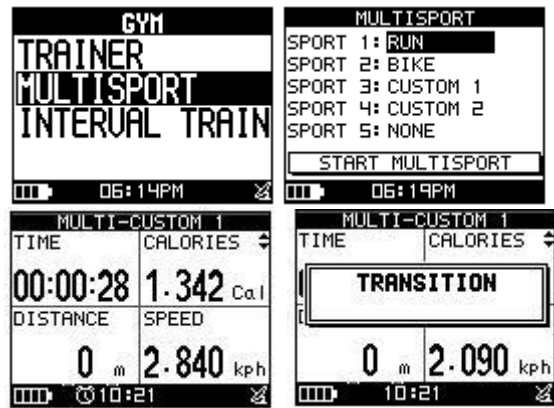 GYM
TRAINER
MULTISPORT
INTERVAL TRAIN
06:14PM
MULTISPORT
SPORT 1: RUN
SPORT 2: BIKE
SPORT 3: CUSTOM 1
SPORT 4: CUSTOM 2
SPORT 5: NONE
START MULTISPORT
06:19PM
MULTI-CUSTOM 1
TIME CALORIES
00:00:28 1.342 Cal
DISTANCE SPEED
0 m 2.840 kph
10:21
MULTI-CUSTOM 1
TIME CALORIES
TRANSITION
0 m 2.090 kph
10:21